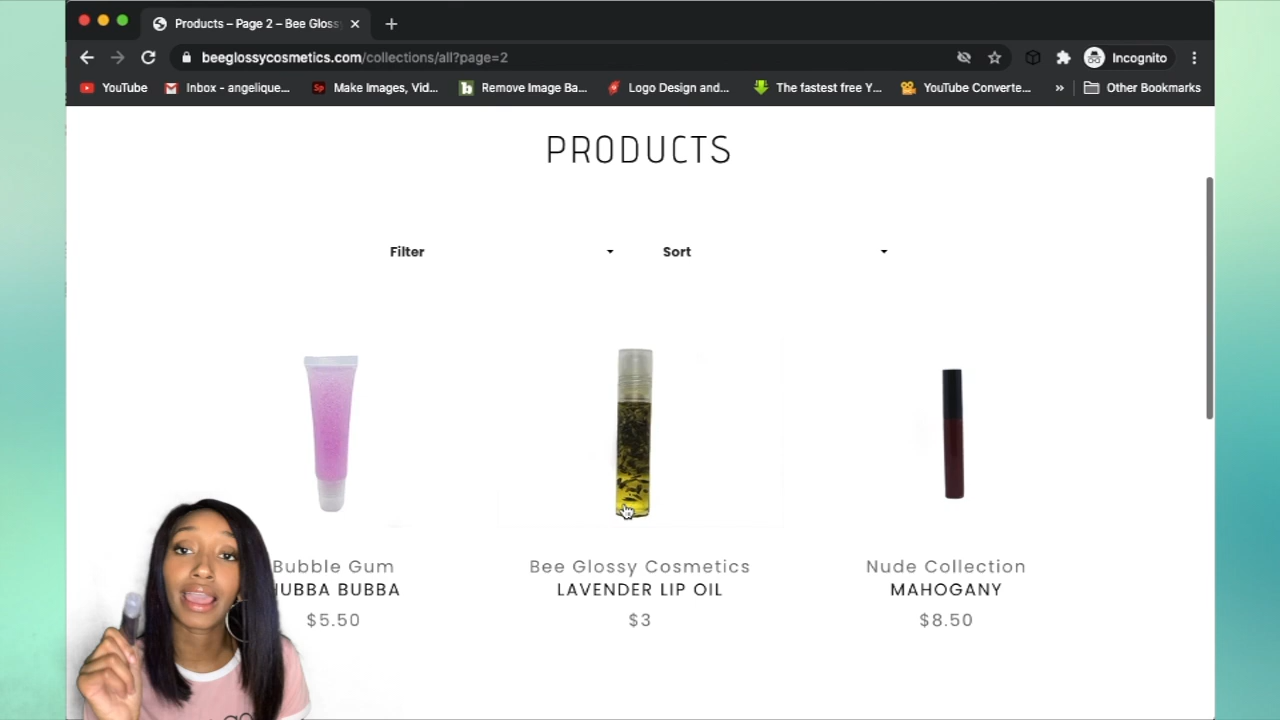 Products – Page 2 – Bee Gloss
beeglossycosmetics.com/collections/all?page=2
Incognito
YouTube
Inbox - angelique...
Make Images, Vid...
Remove Image Ba...
Logo Design and...
The fastest free Y...
YouTube Converte...
Other Bookmarks
PRODUCTS
Filter
Sort
Bubble Gum
UBBA BUBBA
$5.50
Bee Glossy Cosmetics
LAVENDER LIP OIL
$3
Nude Collection
MAHOGANY
$8.50